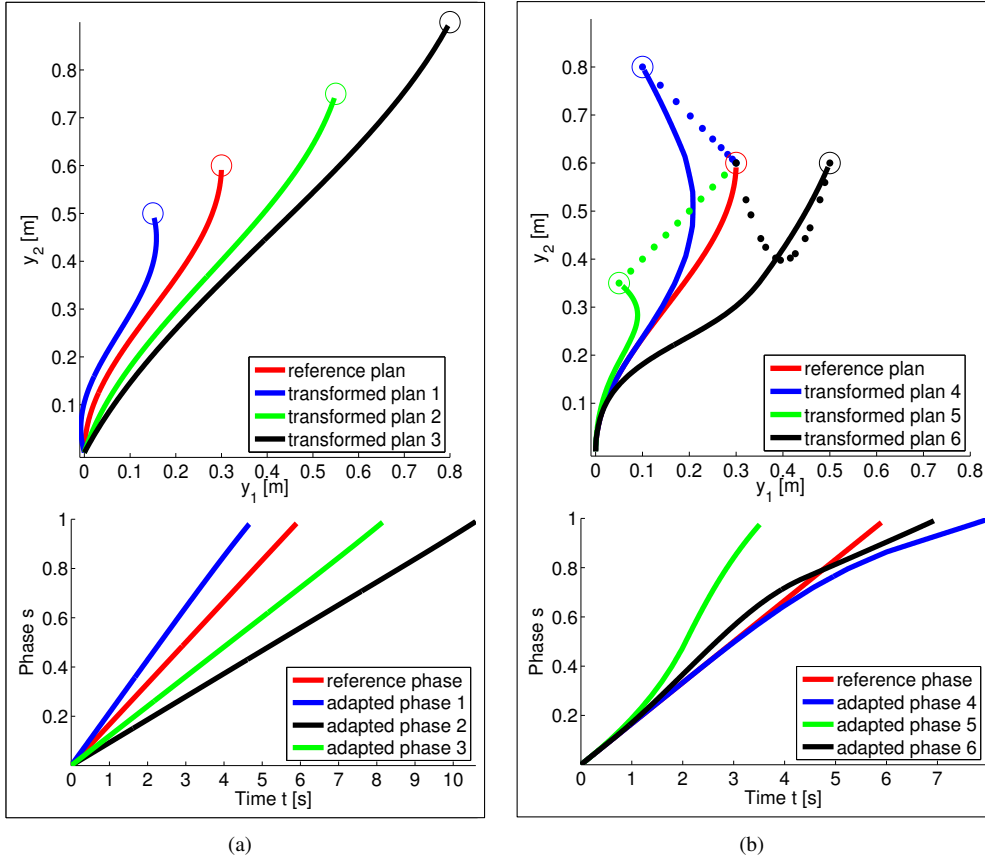 0.8
0.7
0.6
0.5
0.4
0.3
0.2
0.1
y2 [m]
reference plan
transformed plan 1
transformed plan 2
transformed plan 3
0 0.1 0.2 0.3 0.4 0.5 0.6 0.7 0.8
y1 [m]
1
0.8
0.6
0.4
0.2
Phase s
reference phase
adapted phase 1
adapted phase 2
adapted phase 3
0 1 2 3 4 5 6 7 8 9 10
Time t [s]
(a)
0.8
0.7
0.6
0.5
0.4
0.3
0.2
0.1
y2 [m]
reference plan
transformed plan 4
transformed plan 5
transformed plan 6
0 0.1 0.2 0.3 0.4 0.5 0.6 0.7 0.8
y1 [m]
1
0.8
0.6
0.4
0.2
Phase s
reference phase
adapted phase 4
adapted phase 5
adapted phase 6
0 1 2 3 4 5 6 7
Time t [s]
(b)